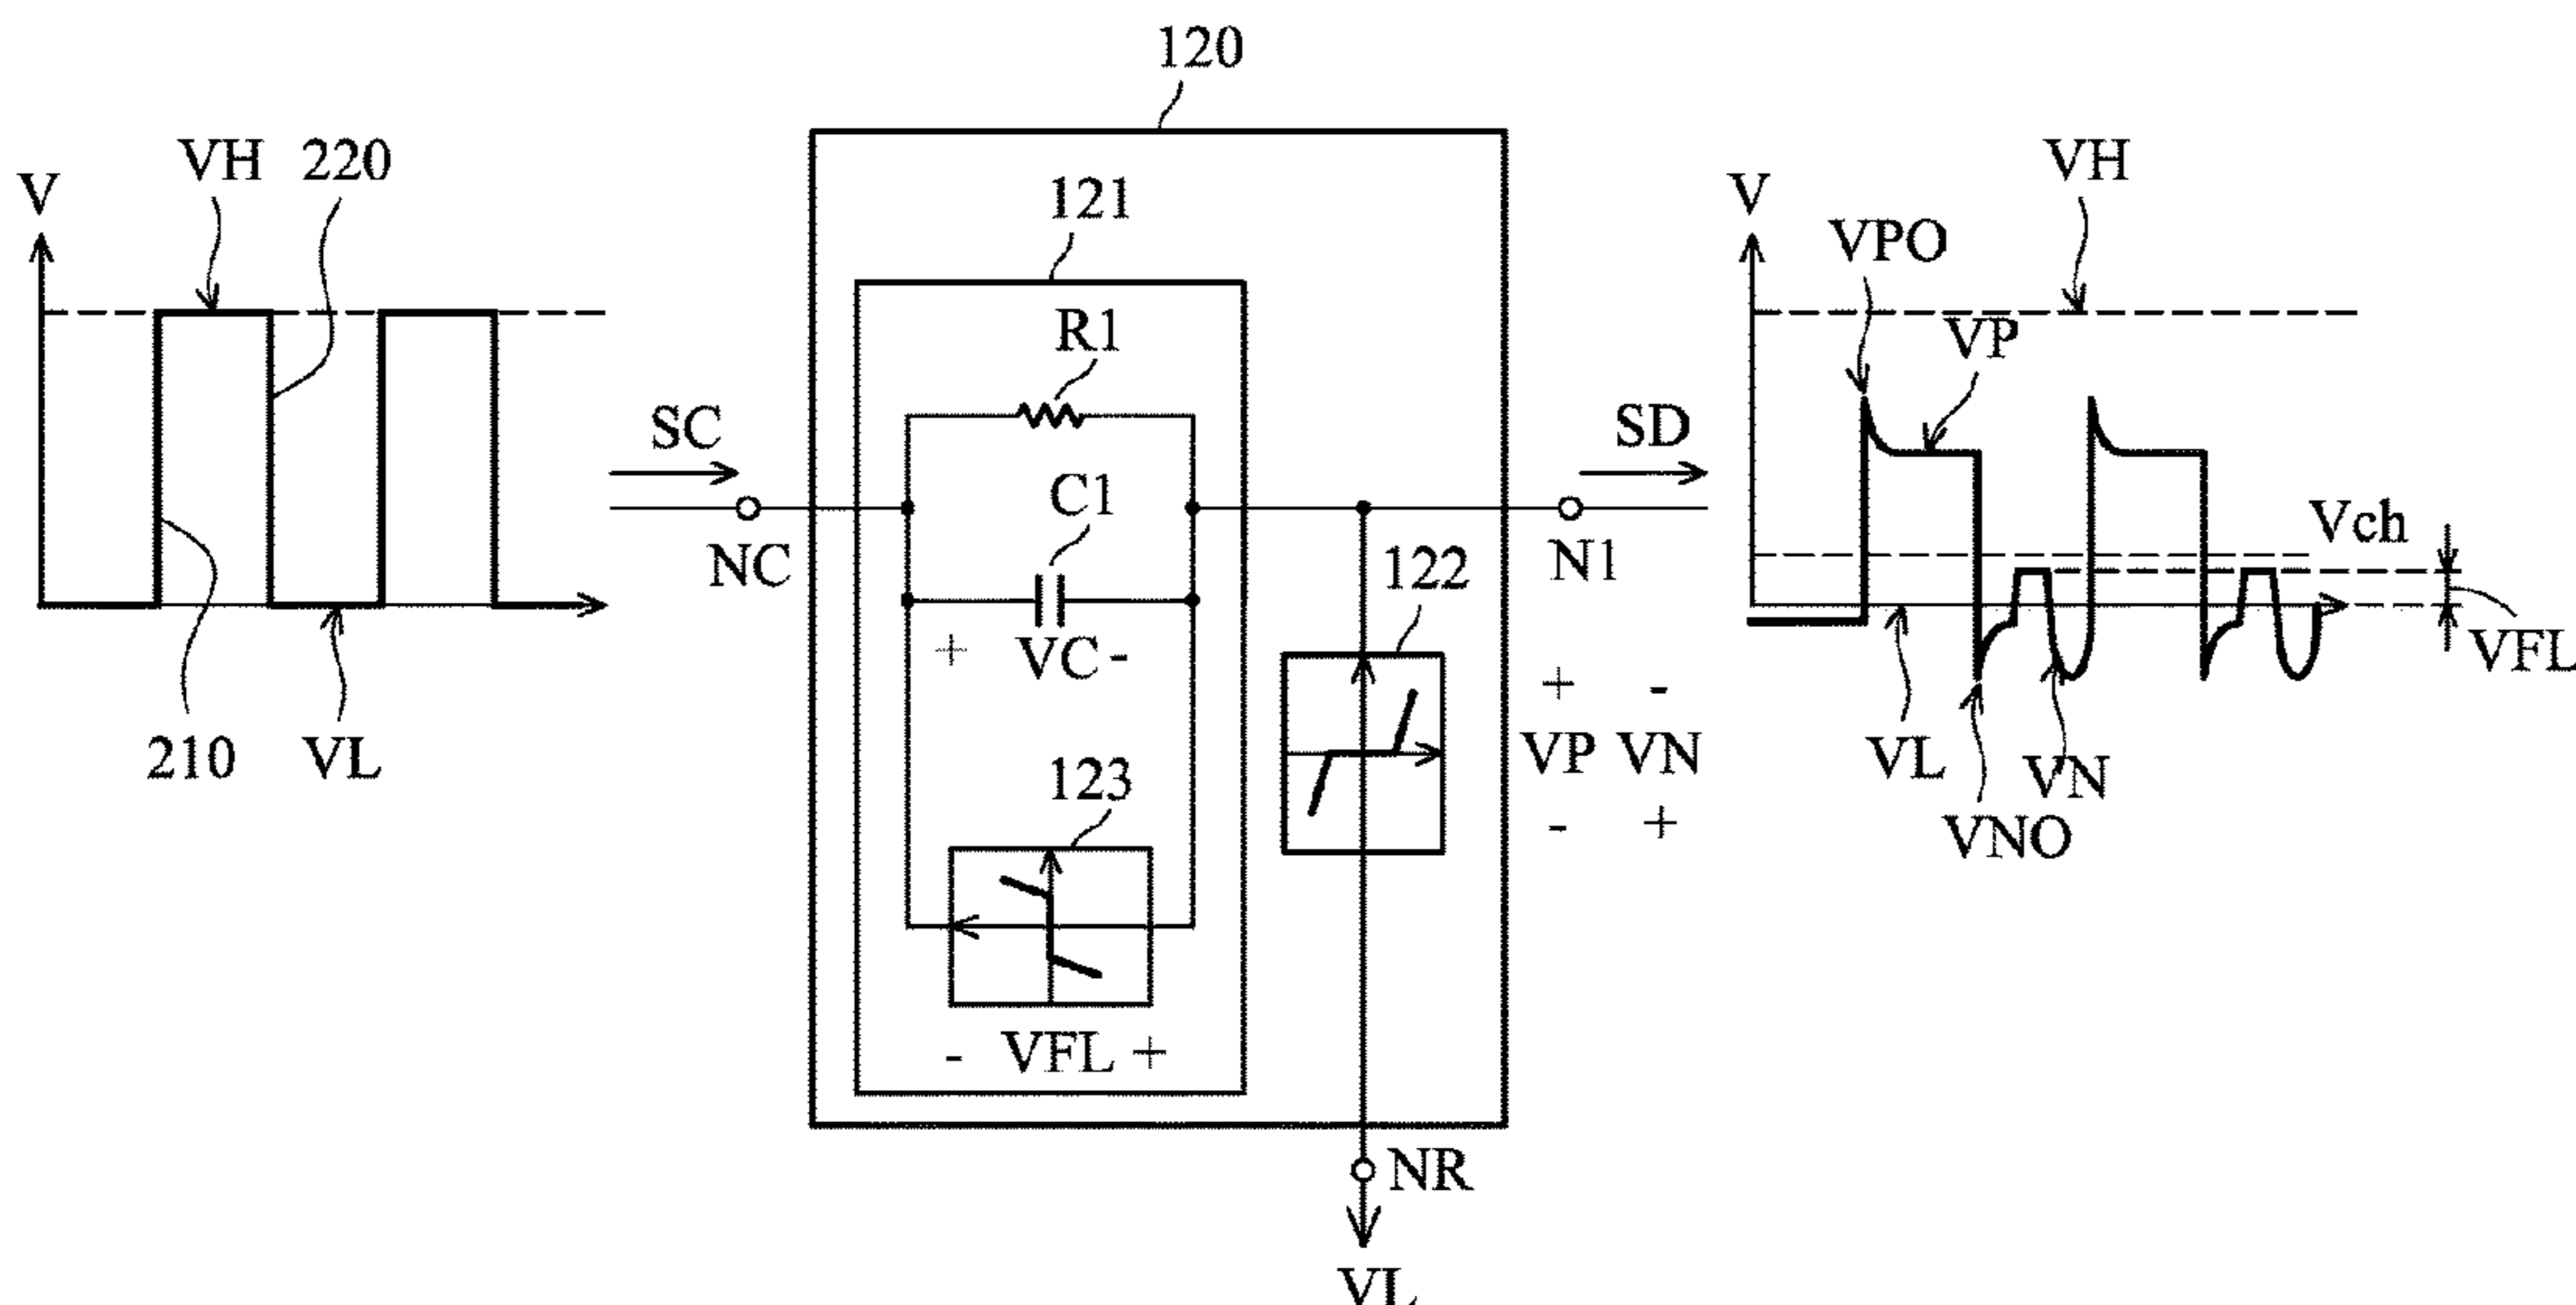 120
VH 220
V
121
R1
SC
C1
NC
+ VC -
210
VL
123
- VFL +
122
N1
SD
+ -
VP VN
- +
NR
VL
V
VH
VPO
VP
Vch
VFL
VL
VN
VNO